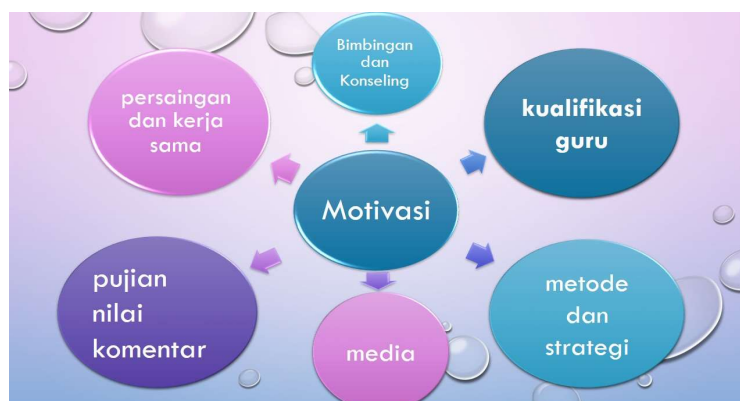 Bimbingan
dan
Konseling
persaingan
dan kerja
sama
kualifikasi
guru
Motivasi
pujian
nilai
komentar
media
metode
dan
strategi